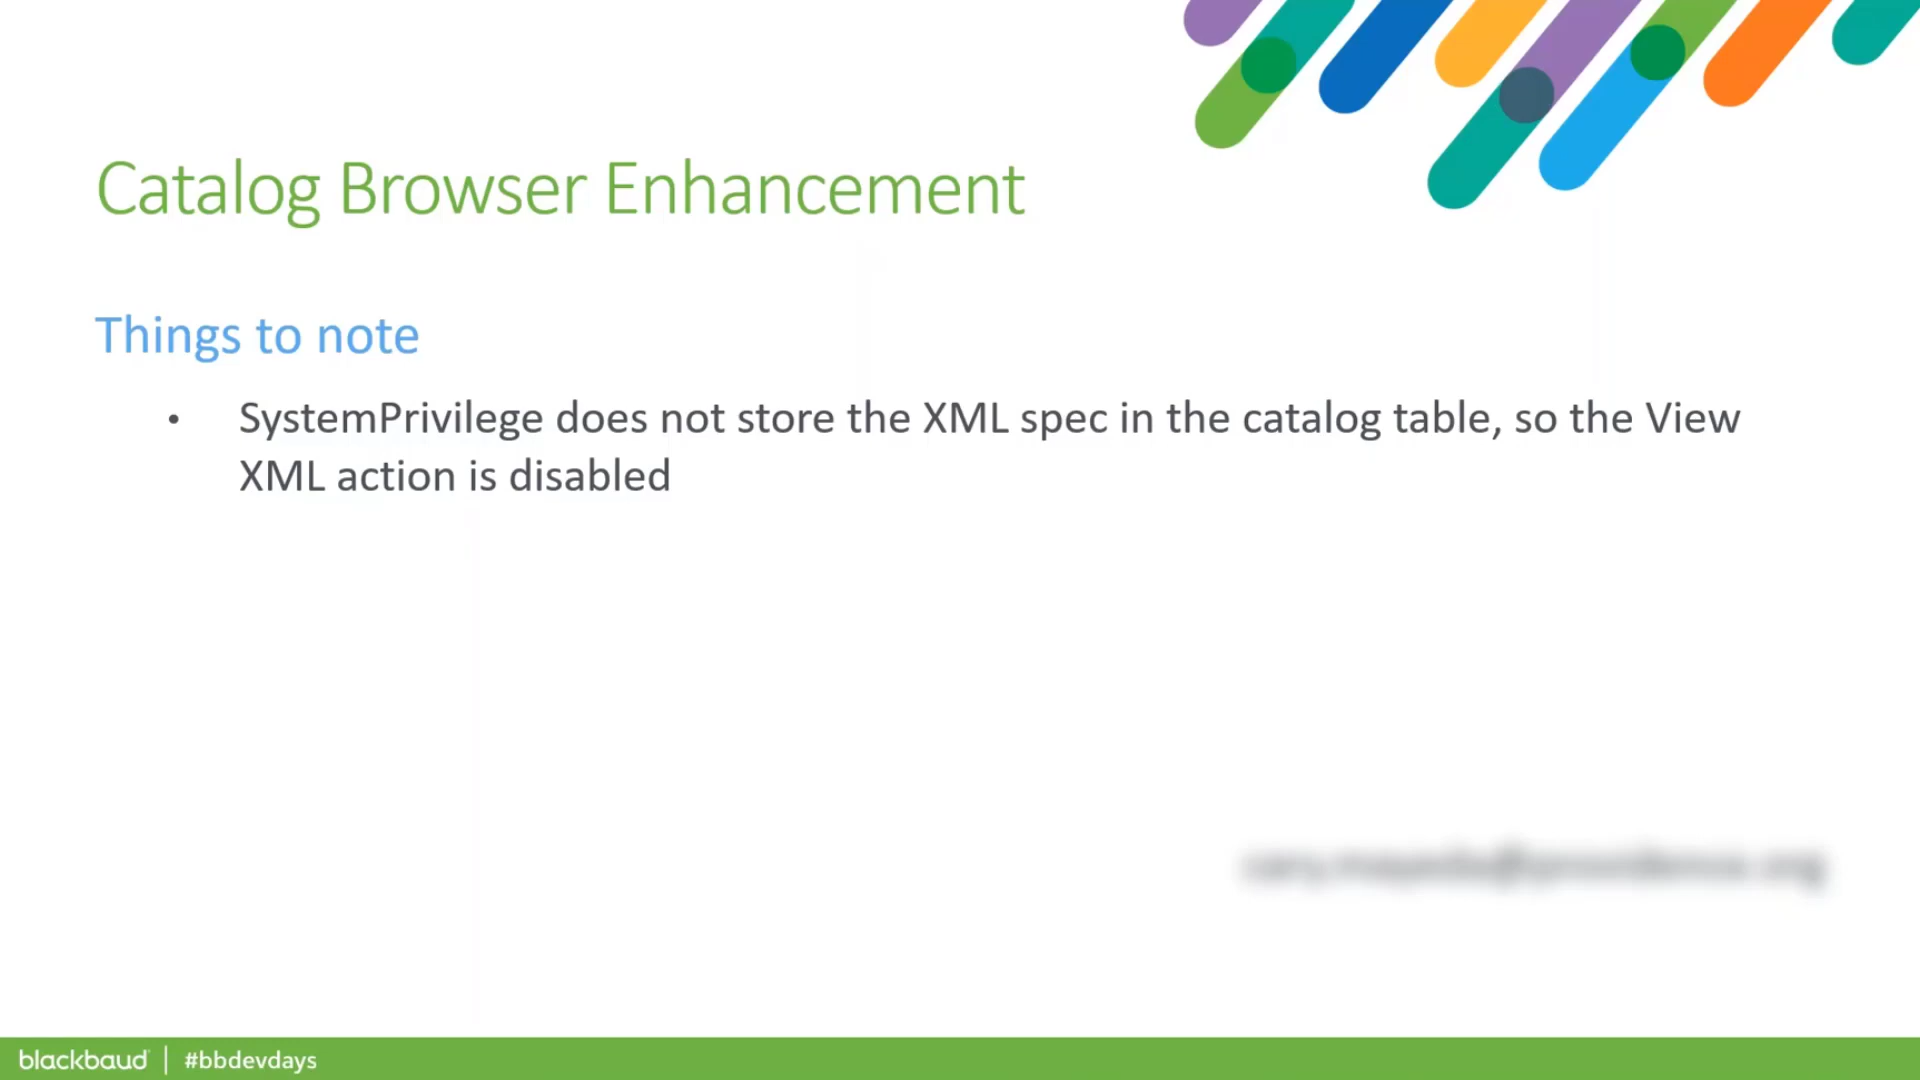 Catalog Browser Enhancement
Things to note
• SystemPrivilege does not store the XML spec in the catalog table, so the View
XML action is disabled
blackbaud | #bbdevdays